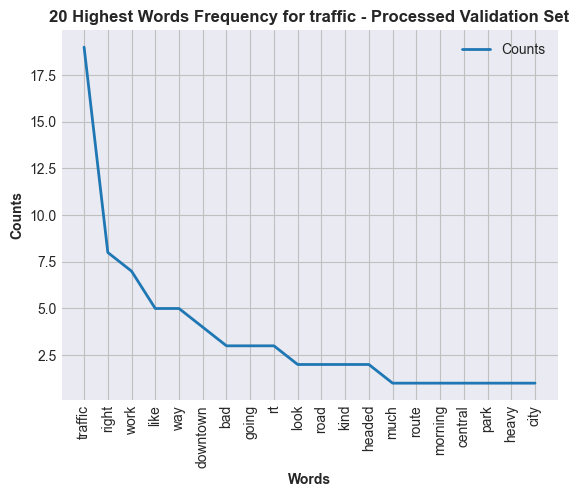 20 Highest Words Frequency for traffic - Processed Validation Set
Counts
17.5
15.0
12.5
10.0
7.5
5.0
2.5
Counts
traffic
right
work
like
way
downtown
bad
going
rt
look
road
kind
headed
much
route
morning
central
park
heavy
city
Words